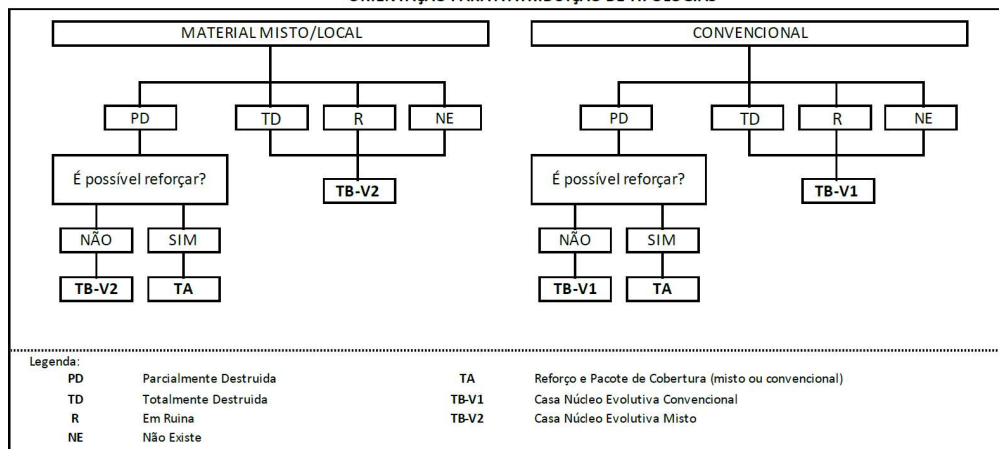 MATERIAL MISTO/LOCAL
PD TD R NE
É possível reforçar?
TB-V2
NÃO SIM
TB-V2 TA
CONVENCIONAL
PD TD R NE
É possível reforçar?
TB-V1
NÃO SIM
TB-V1 TA
Legenda:
PD Parcialmente Destruida
TD Totalmente Destruida
R Em Ruina
NE Não Existe
TA Reforço e Pacote de Cobertura (misto ou convencional)
TB-V1 Casa Núcleo Evolutiva Convencional
TB-V2 Casa Núcleo Evolutiva Misto